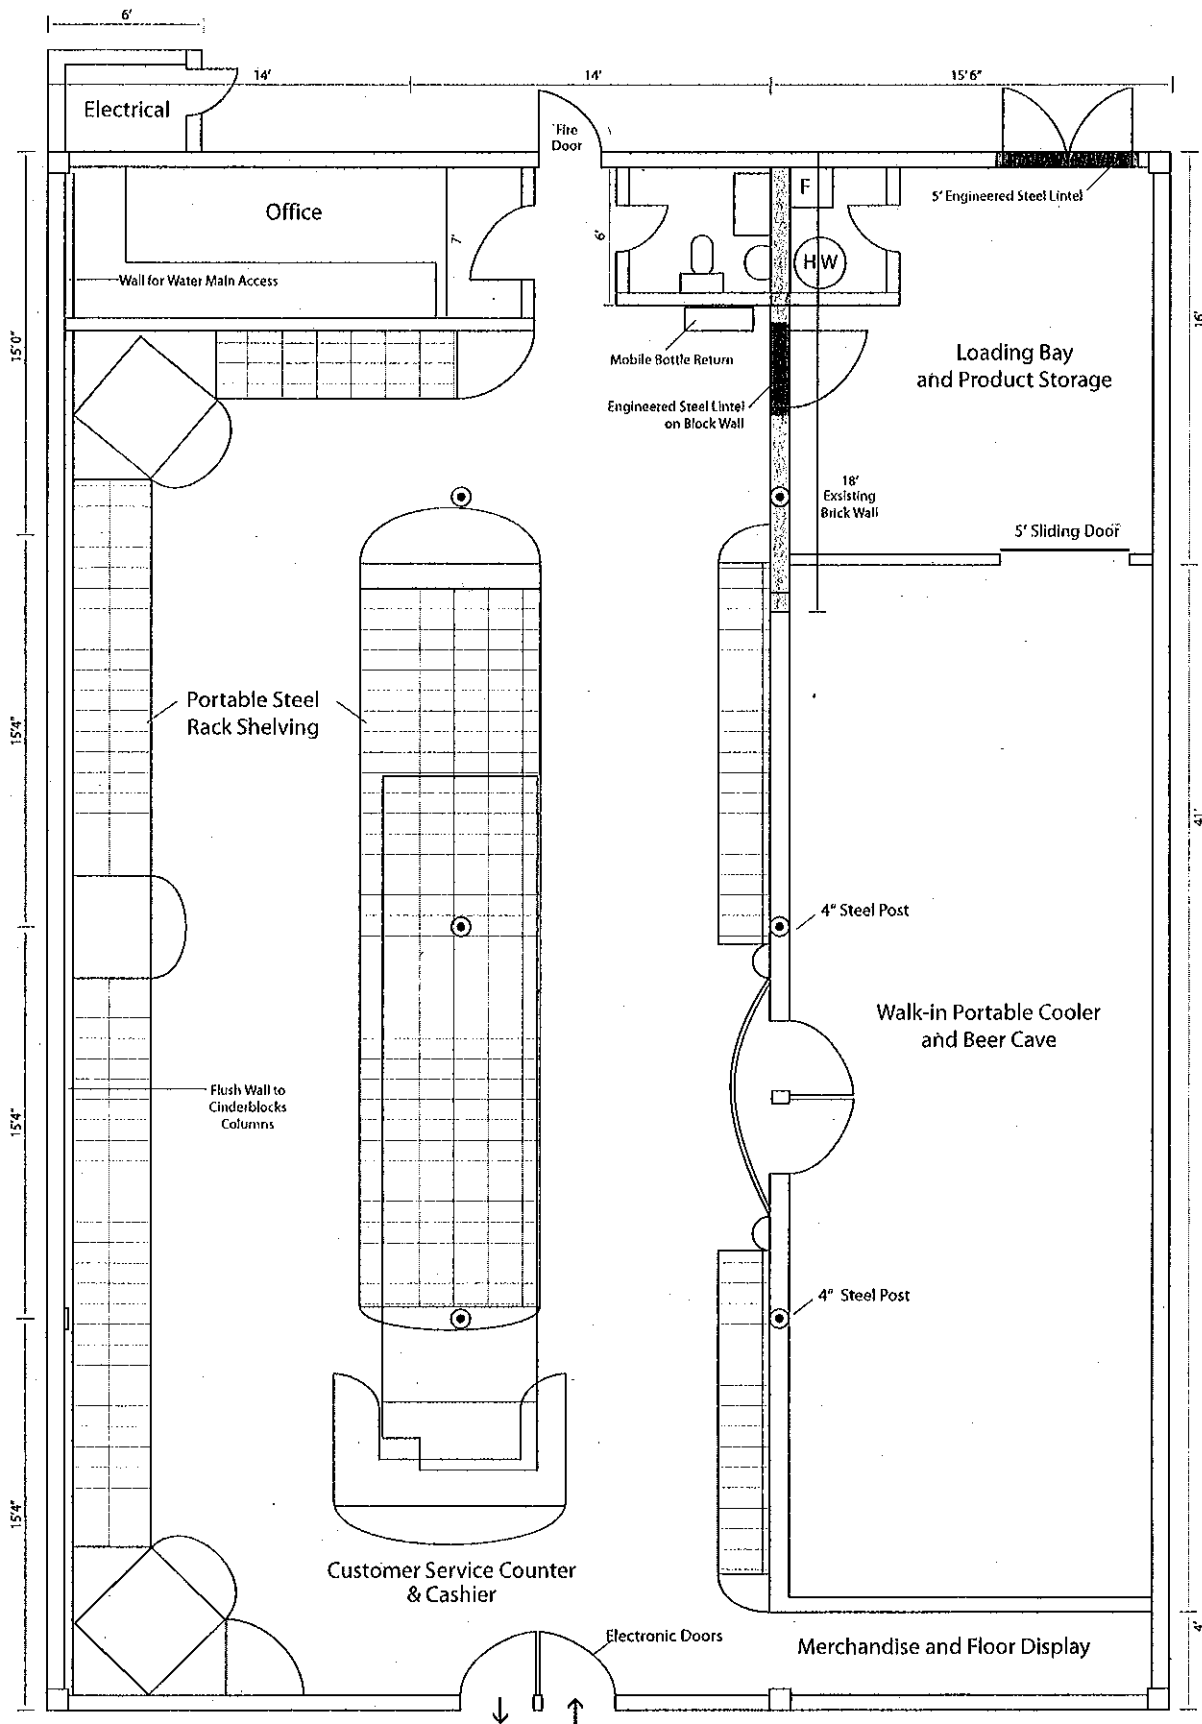 6'
14'
14'
15'6"
Electrical
Fire
Door
5' Engineered Steel Lintel
F
Office
7'
6'
HW
Wall for Water Main Access
16'
15'0"
Mobile Bottle Return
Loading Bay
and Product Storage
Engineered Steel Lintel
on Block Wall
18'
Exsisting
Brick Wall
5' Sliding Door
Portable Steel
Rack Shelving
15'4"
41'
4" Steel Post
Walk-in Portable Cooler
and Beer Cave
Flush Wall to
Cinderblocks
Columns
15'4"
4" Steel Post
15'4"
Customer Service Counter
& Cashier
Electronic Doors
Merchandise and Floor Display
4'